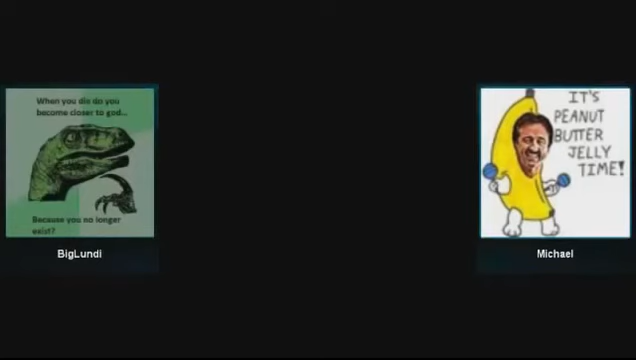 When you die do you
become closer to god...
Because you no longer
exist?
BigLundi
IT'S
PEANUT
BUTTER
JELLY
TIME!
Michael